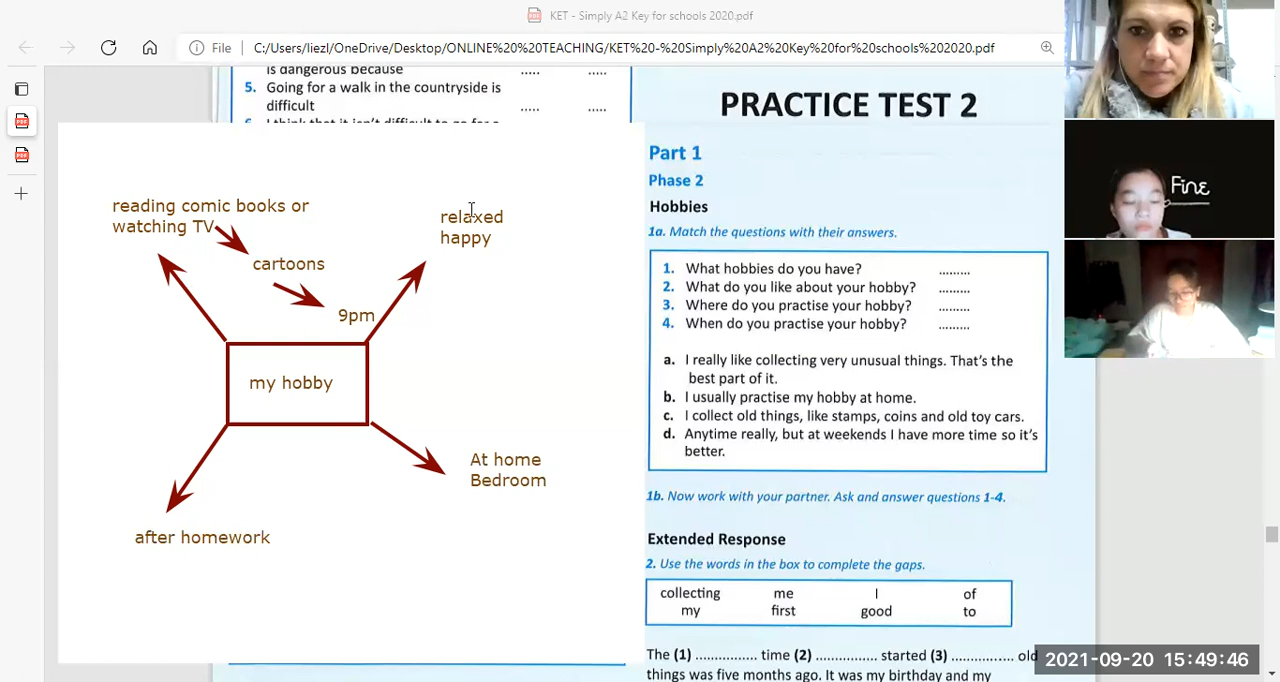 KET - Simply A2 Key for schools 2020.pdf
File
C:/Users/liezl/OneDrive/Desktop/ONLINE%20%20TEACHING/KET%20-%20Simply%20A2%20Key%20for%20schools%202020.pdf
is dangerous because ..... .....
5. Going for a walk in the countryside is
difficult ..... .....
reading comic books or
watching TV
cartoons
9pm
relaxed
happy
my hobby
At home
Bedroom
after homework
PRACTICE TEST 2
Part 1
Phase 2
Hobbies
1a. Match the questions with their answers.
1. What hobbies do you have? .........
2. What do you like about your hobby? .........
3. Where do you practise your hobby? .........
4. When do you practise your hobby? .........
a. I really like collecting very unusual things. That's the
best part of it.
b. I usually practise my hobby at home.
c. I collect old things, like stamps, coins and old toy cars.
d. Anytime really, but at weekends I have more time so it's
better.
1b. Now work with your partner. Ask and answer questions 1-4.
Extended Response
2. Use the words in the box to complete the gaps.
collecting me I of
my first good to
The (1) .............. time (2) .............. started (3) .............. old
things was five months ago. It was my birthday and my
Fine
2021-09-20 15:49:46